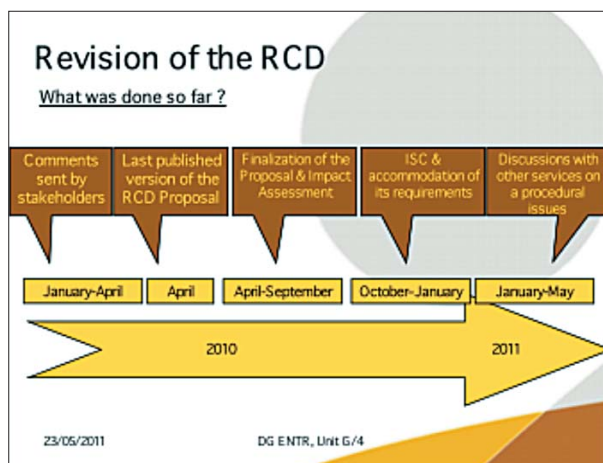 Revision of the RCD
What was done so far ?
Comments
sent by
stakeholders
Last published
version of the
RCD Proposal
Finalization of the
Proposal & Impact
Assessment
ISC &
accommodation of
its requirements
Discussions with
other services on
a procedural
issues
January-April
April
April-September
October-January
January-May
2010
2011
23/05/2011
DG ENTR, Unit G/4